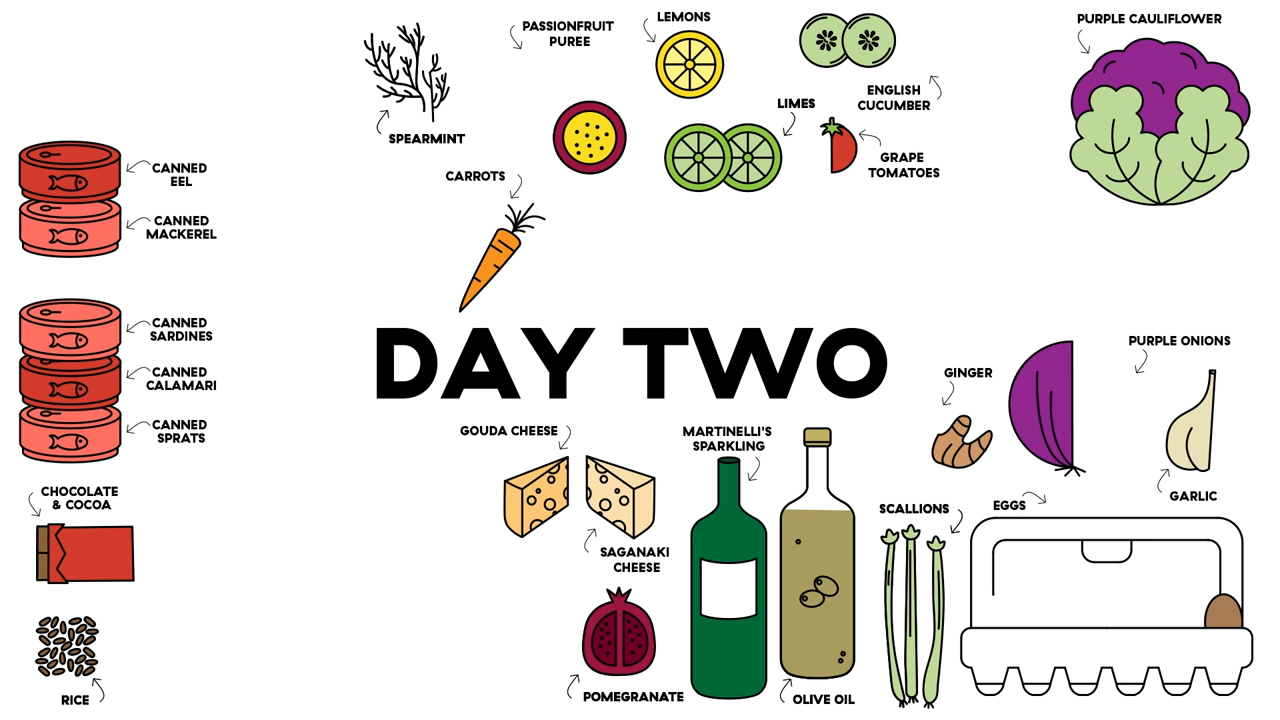 LEMONS
PASSIONFRUIT
PUREE
PURPLE CAULIFLOWER
ENGLISH
CUCUMBER
LIMES
SPEARMINT
GRAPE
TOMATOES
CARROTS
CANNED
EEL
CANNED
MACKEREL
CANNED
SARDINES
CANNED
CALAMARI
CANNED
SPRATS
DAY TWO
PURPLE ONIONS
GINGER
GOUDA CHEESE
MARTINELLI'S
SPARKLING
CHOCOLATE
& COCOA
GARLIC
EGGS
SCALLIONS
SAGANAKI
CHEESE
RICE
POMEGRANATE
OLIVE OIL